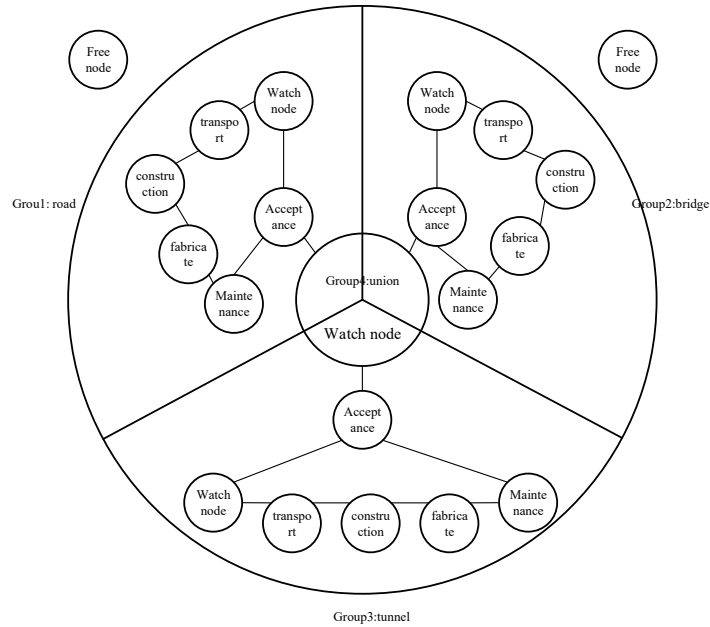 Free
node
Free
node
Watch
node
transpo
rt
constru
ction
fabrica
te
Mainte
nance
Accept
ance
Grou1: road
Watch
node
transpo
rt
constru
ction
fabrica
te
Mainte
nance
Accept
ance
Group2:bridge
Group4:union
Watch node
Accept
ance
Watch
node
transpo
rt
constru
ction
fabrica
te
Mainte
nance
Group3:tunnel